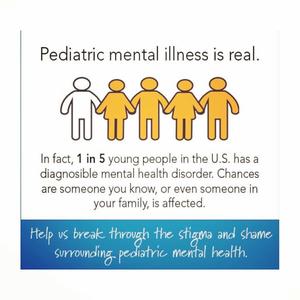 Pediatric mental illness is real.
In fact, 1 in 5 young people in the U.S. has a
diagnosible mental health disorder. Chances
are someone you know, or even someone in
your family, is affected.
Help us break through the stigma and shame
surrounding pediatric mental health.